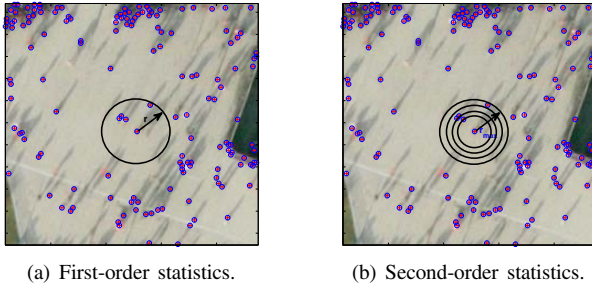 r
r max
(a) First-order statistics.
(b) Second-order statistics.